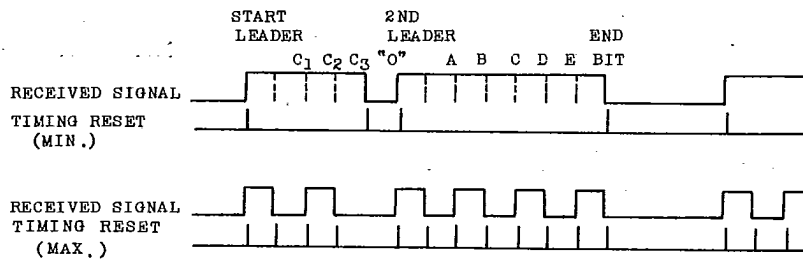 START 2ND
LEADER LEADER END
C1 C2 C3 "O" A B C D E BIT
RECEIVED SIGNAL
TIMING RESET
(MIN.)
RECEIVED SIGNAL
TIMING RESET
(MAX.)